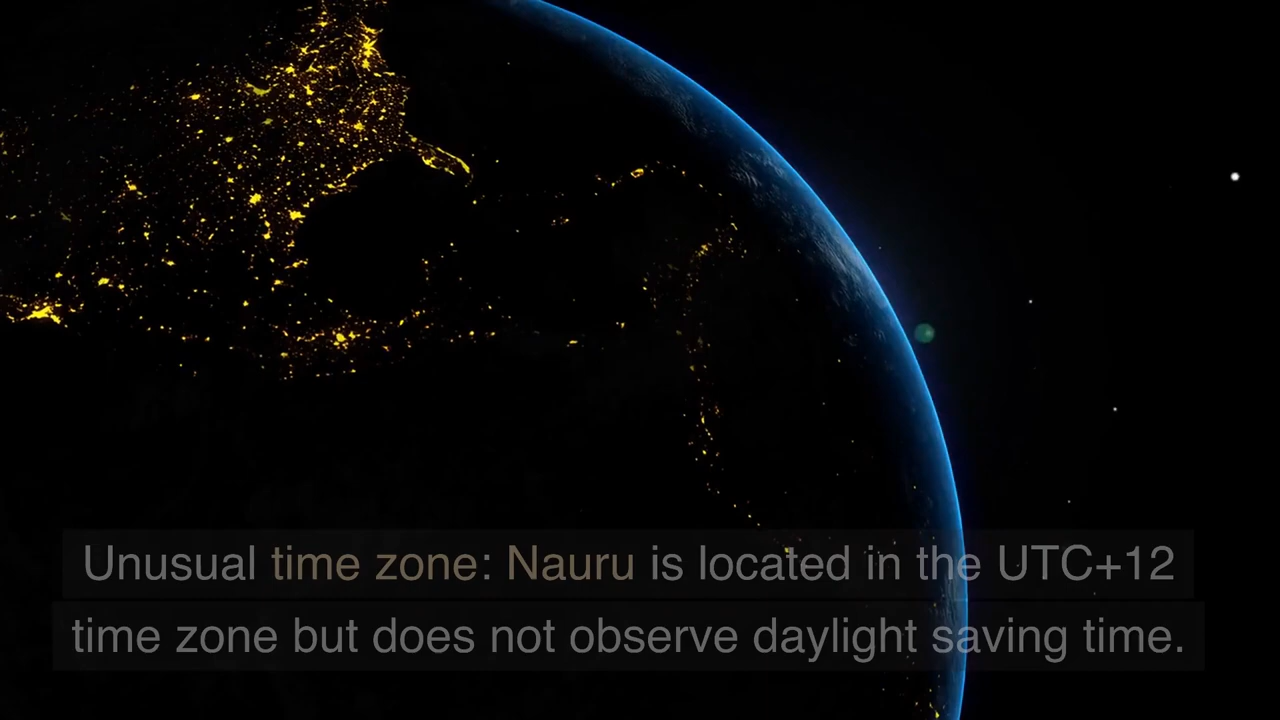 Unusual time zone: Nauru is located in the UTC+12
time zone but does not observe daylight saving time.